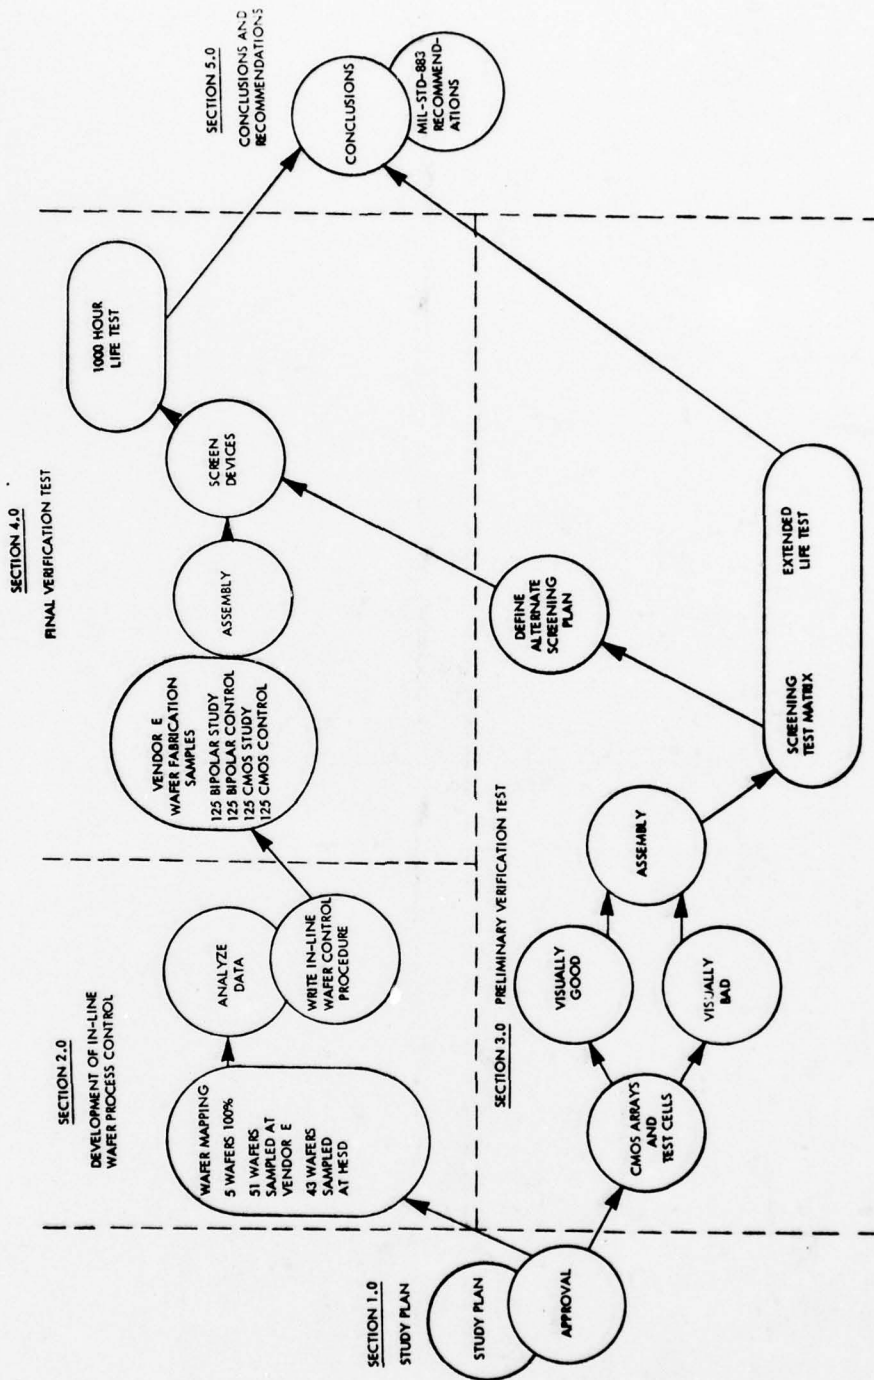 SECTION 1.0
STUDY PLAN
STUDY PLAN
APPROVAL
SECTION 2.0
DEVELOPMENT OF IN-LINE
WAFER PROCESS CONTROL
WAFER MAPPING
5 WAFERS 100%
51 WAFERS
SAMPLED AT
VENDOR E
43 WAFERS
SAMPLED
AT HESD
ANALYZE
DATA
WRITE IN-LINE
WAFER CONTROL
PROCEDURE
SECTION 3.0 PRELIMINARY VERIFICATION TEST
CMOS ARRAYS
AND
TEST CELLS
VISUALLY
GOOD
VISUALLY
BAD
ASSEMBLY
SCREENING
TEST MATRIX
EXTENDED
LIFE TEST
DEFINE
ALTERNATE
SCREENING
PLAN
SECTION 4.0
FINAL VERIFICATION TEST
VENDOR E
WAFER FABRICATION
SAMPLES
125 BIPOLAR STUDY
125 BIPOLAR CONTROL
125 CMOS STUDY
125 CMOS CONTROL
ASSEMBLY
SCREEN
DEVICES
1000 HOUR
LIFE TEST
SECTION 5.0
CONCLUSIONS AND
RECOMMENDATIONS
CONCLUSIONS
MIL-STD-883
RECOMMEND-
ATIONS